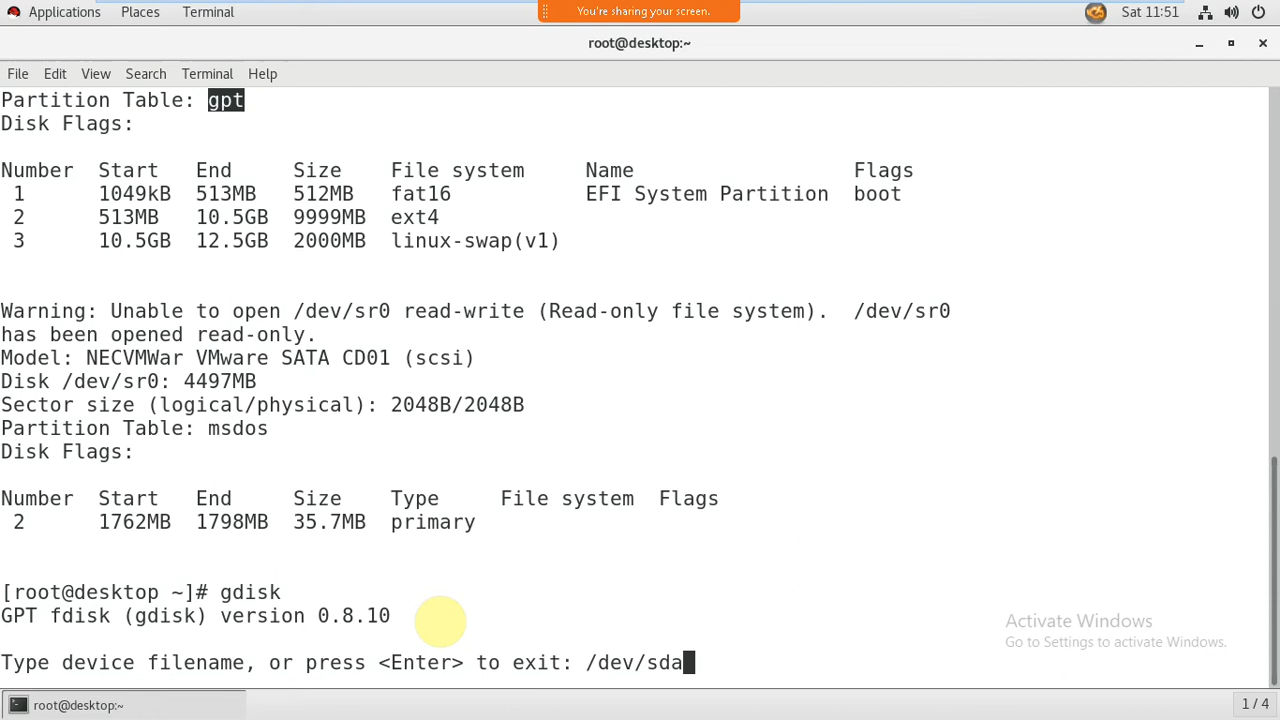 Applications Places Terminal You're sharing your screen. Sat 11:51
root@desktop:~
File Edit View Search Terminal Help
Partition Table: gpt
Disk Flags:
Number Start End Size File system Name Flags
1 1049kB 513MB 512MB fat16 EFI System Partition boot
2 513MB 10.5GB 9999MB ext4
3 10.5GB 12.5GB 2000MB linux-swap(v1)
Warning: Unable to open /dev/sr0 read-write (Read-only file system). /dev/sr0
has been opened read-only.
Model: NECVMWar VMware SATA CD01 (scsi)
Disk /dev/sr0: 4497MB
Sector size (logical/physical): 2048B/2048B
Partition Table: msdos
Disk Flags:
Number Start End Size Type File system Flags
2 1762MB 1798MB 35.7MB primary
[root@desktop ~]# gdisk
GPT fdisk (gdisk) version 0.8.10
Activate Windows
Go to Settings to activate Windows.
Type device filename, or press <Enter> to exit: /dev/sda
root@desktop:~ 1 / 4